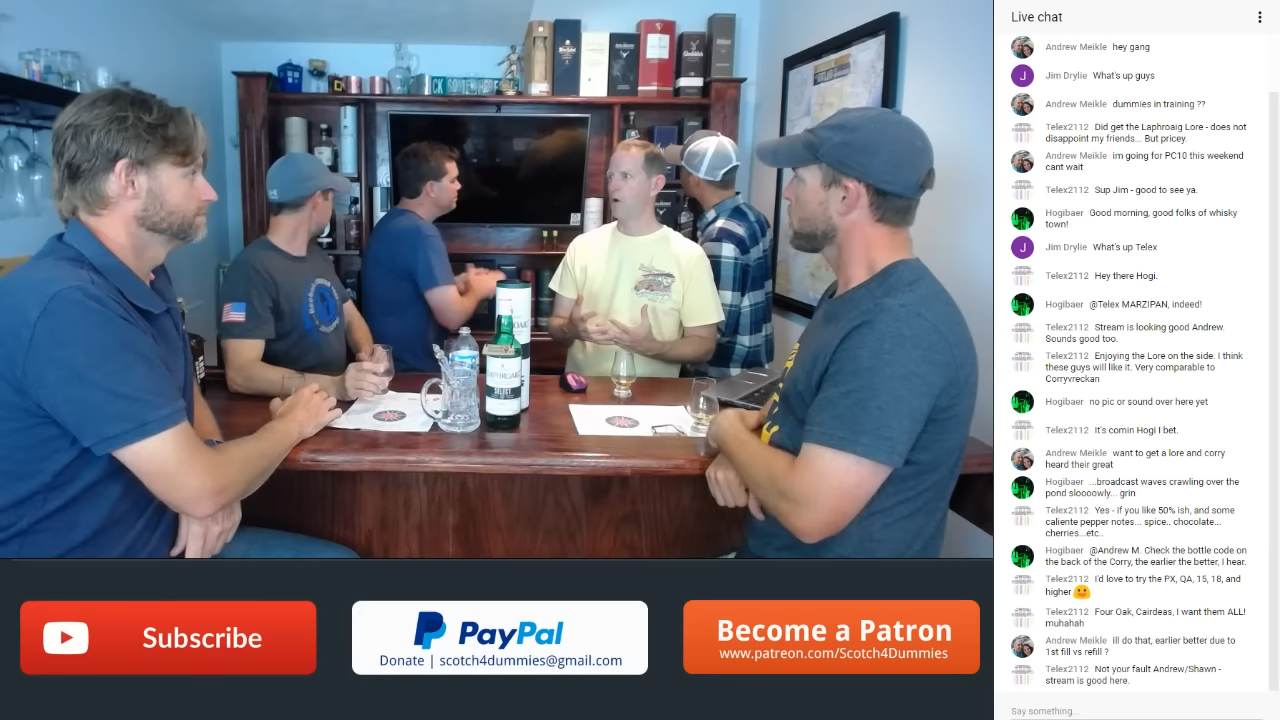 Live chat
Andrew Meikle hey gang
J
Jim Drylie What's up guys
Andrew Meikle dummies in training ??
Telex2112 Did get the Laphroaig Lore - does not
disappoint my friends... But pricey.
Andrew Meikle im going for PC10 this weekend
cant wait
Telex2112 Sup Jim - good to see ya.
Hogibaer Good morning, good folks of whisky
town!
J
Jim Drylie What's up Telex
Telex2112 Hey there Hogi.
Hogibaer @Telex MARZIPAN, indeed!
Telex2112 Stream is looking good Andrew.
Sounds good too.
Telex2112 Enjoying the Lore on the side. I think
these guys will like it. Very comparable to
Corryvreckan
Hogibaer no pic or sound over here yet
Telex2112 It's comin Hogi I bet.
Andrew Meikle want to get a lore and corry
heard their great
Hogibaer ...broadcast waves crawling over the
pond sloooowly... grin
Telex2112 Yes - if you like 50% ish, and some
caliente pepper notes... spice.. chocolate...
cherries...etc..
Hogibaer @Andrew M. Check the bottle code on
the back of the Corry, the earlier the better, I hear.
Telex2112 I'd love to try the PX, QA, 15, 18, and
higher
Telex2112 Four Oak, Cairdeas, I want them ALL!
muhahah
Andrew Meikle ill do that, earlier better due to
1st fill vs refill ?
Telex2112 Not your fault Andrew/Shawn -
stream is good here.
Say something...
SELECT
Subscribe
PayPal
Donate | scotch4dummies@gmail.com
Become a Patron
www.patreon.com/Scotch4Dummies